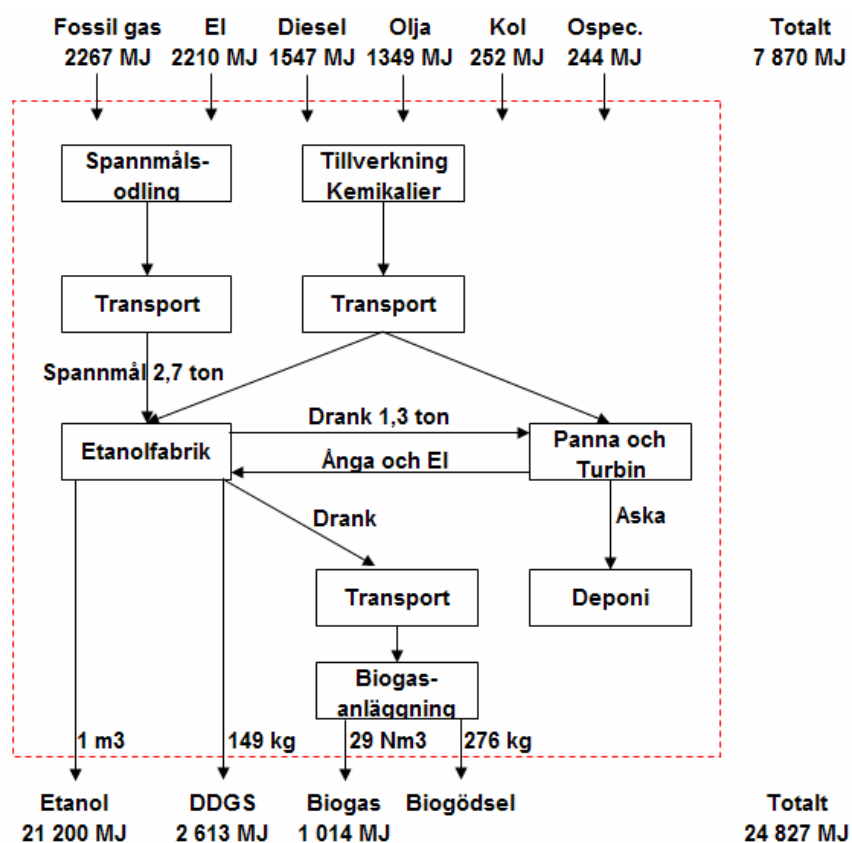 Fossil gas El Diesel Olja Kol Ospec. Totalt
2267 MJ 2210 MJ 1547 MJ 1349 MJ 252 MJ 244 MJ 7 870 MJ
Spannmåls- Tillverkning
odling Kemikalier
Transport Transport
Spannmål 2,7 ton
Drank 1,3 ton
Etanolfabrik Panna och
Ånga och El Turbin
Drank Aska
Transport Deponi
Biogas-
anläggning
1 m3 149 kg 29 Nm3 276 kg
Etanol DDGS Biogas Biogödsel Totalt
21 200 MJ 2 613 MJ 1 014 MJ 24 827 MJ